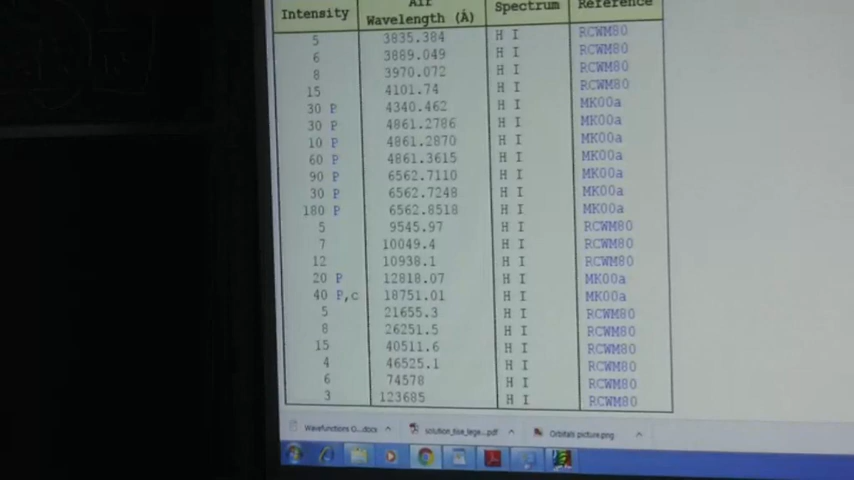 Intensity Air Wavelength (Å) Spectrum Reference
5 3835.384 H I RCWM80
6 3889.049 H I RCWM80
8 3970.072 H I RCWM80
15 4101.74 H I RCWM80
30 P 4340.462 H I MK00a
30 P 4861.2786 H I MK00a
10 P 4861.2870 H I MK00a
60 P 4861.3615 H I MK00a
90 P 6562.7110 H I MK00a
30 P 6562.7248 H I MK00a
180 P 6562.8518 H I MK00a
5 9545.97 H I RCWM80
7 10049.4 H I RCWM80
12 10938.1 H I RCWM80
20 P 12818.07 H I MK00a
40 P,c 18751.01 H I MK00a
5 21655.3 H I RCWM80
8 26251.5 H I RCWM80
15 40511.6 H I RCWM80
4 46525.1 H I RCWM80
6 74578 H I RCWM80
3 123685 H I RCWM80
Wavefunctions O....docx solution_tise_lege....pdf Orbitals picture.png